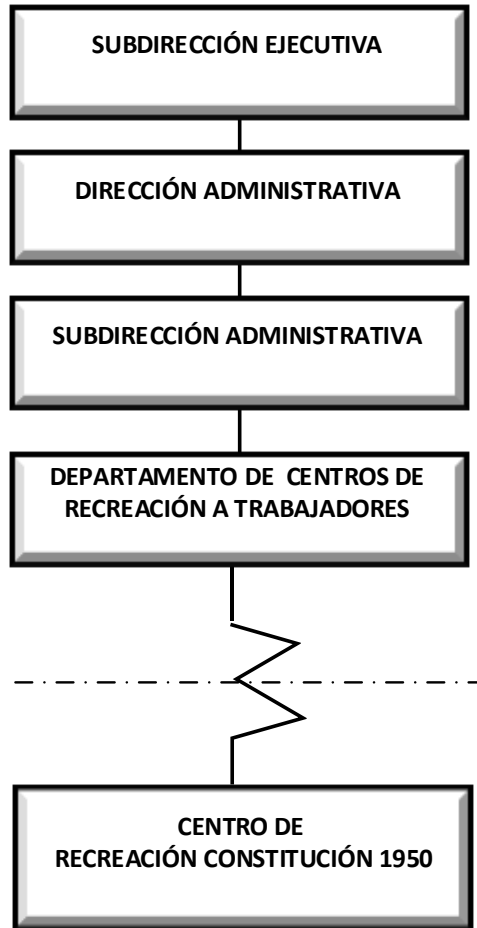 SUBDIRECCIÓN EJECUTIVA
DIRECCIÓN ADMINISTRATIVA
SUBDIRECCIÓN ADMINISTRATIVA
DEPARTAMENTO DE CENTROS DE
RECREACIÓN A TRABAJADORES
CENTRO DE
RECREACIÓN CONSTITUCIÓN 1950